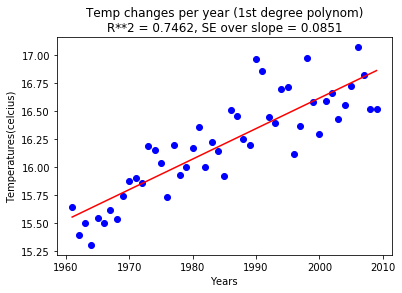 Temp changes per year (1st degree polynom)
R**2 = 0.7462, SE over slope = 0.0851
17.00
16.75
16.50
16.25
16.00
15.75
15.50
15.25
Temperatures(celcius)
1960 1970 1980 1990 2000 2010
Years